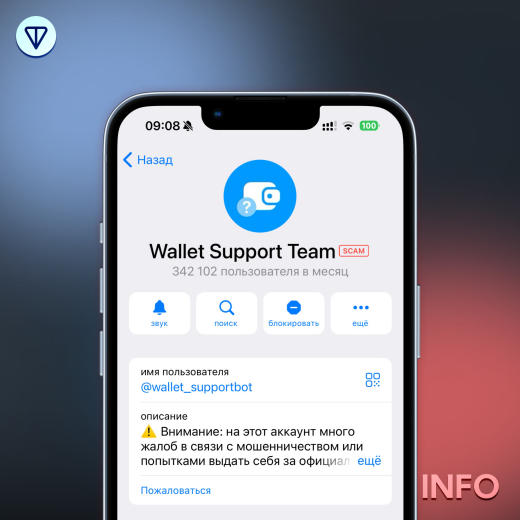 09:08
100
Назад
?
Wallet Support Team SCAM
342 102 пользователя в месяц
звук
поиск
блокировать
ещё
имя пользователя
@wallet_supportbot
описание
⚠️ Внимание: на этот аккаунт много
жалоб в связи с мошенничеством или
попытками выдать себя за официал ещё
Пожаловаться
INFO